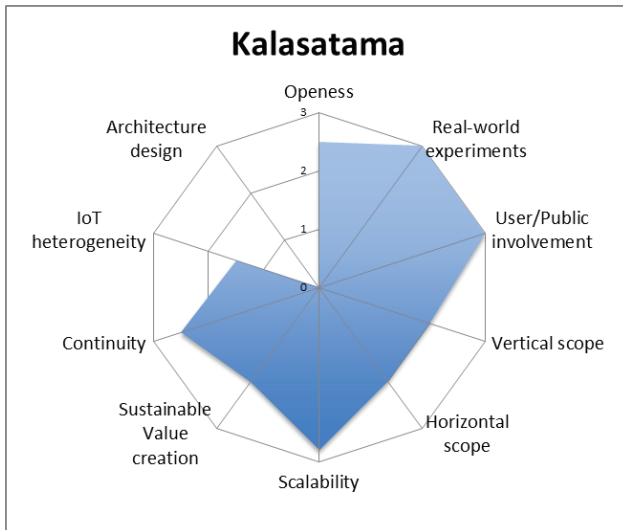 Kalasatama
Openess
Real-world
experiments
User/Public
involvement
Vertical scope
Horizontal
scope
Scalability
Sustainable
Value
creation
Continuity
IoT
heterogeneity
Architecture
design
3
2
1
0